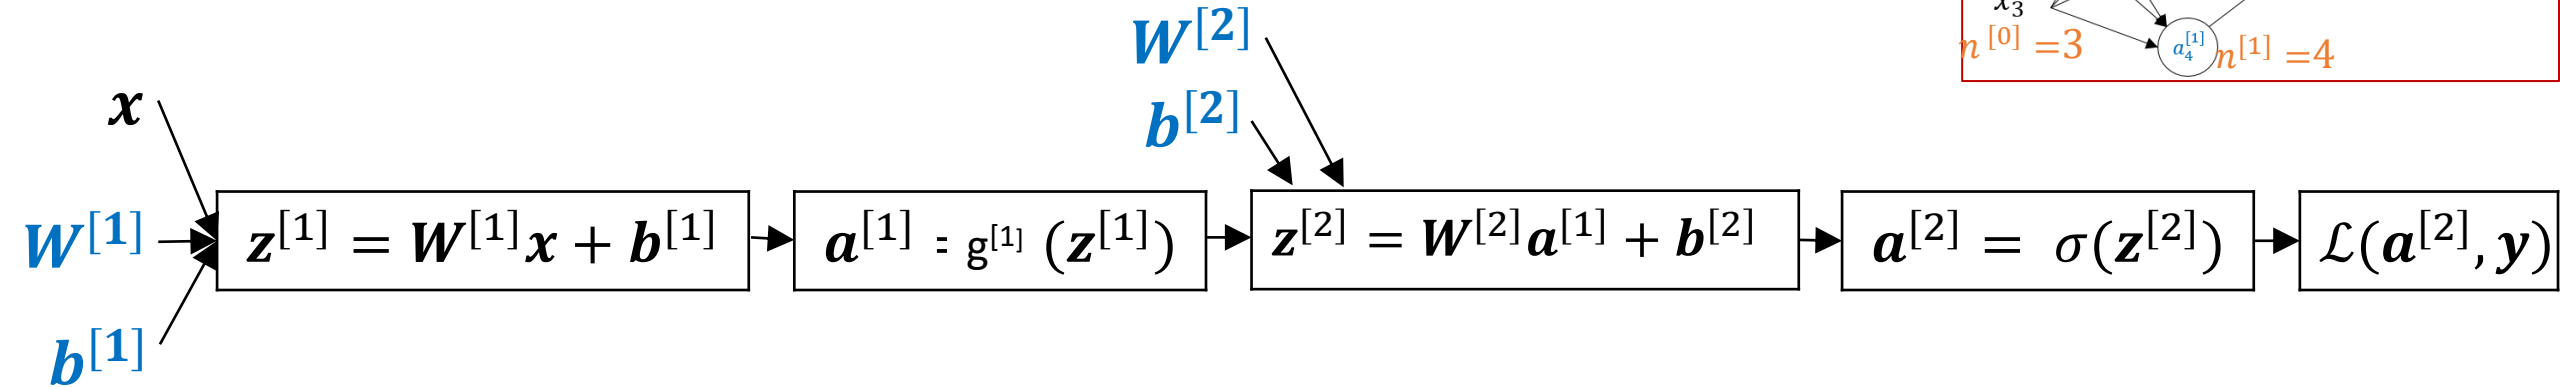 W^[2]
x_3
n^[0] =3
a_4^[1]
n^[1] =4
x
b^[2]
W^[1]
z^[1] = W^[1]x + b^[1]
a^[1] = g^[1] (z^[1])
z^[2] = W^[2]a^[1] + b^[2]
a^[2] = σ(z^[2])
ℒ(a^[2], y)
b^[1]